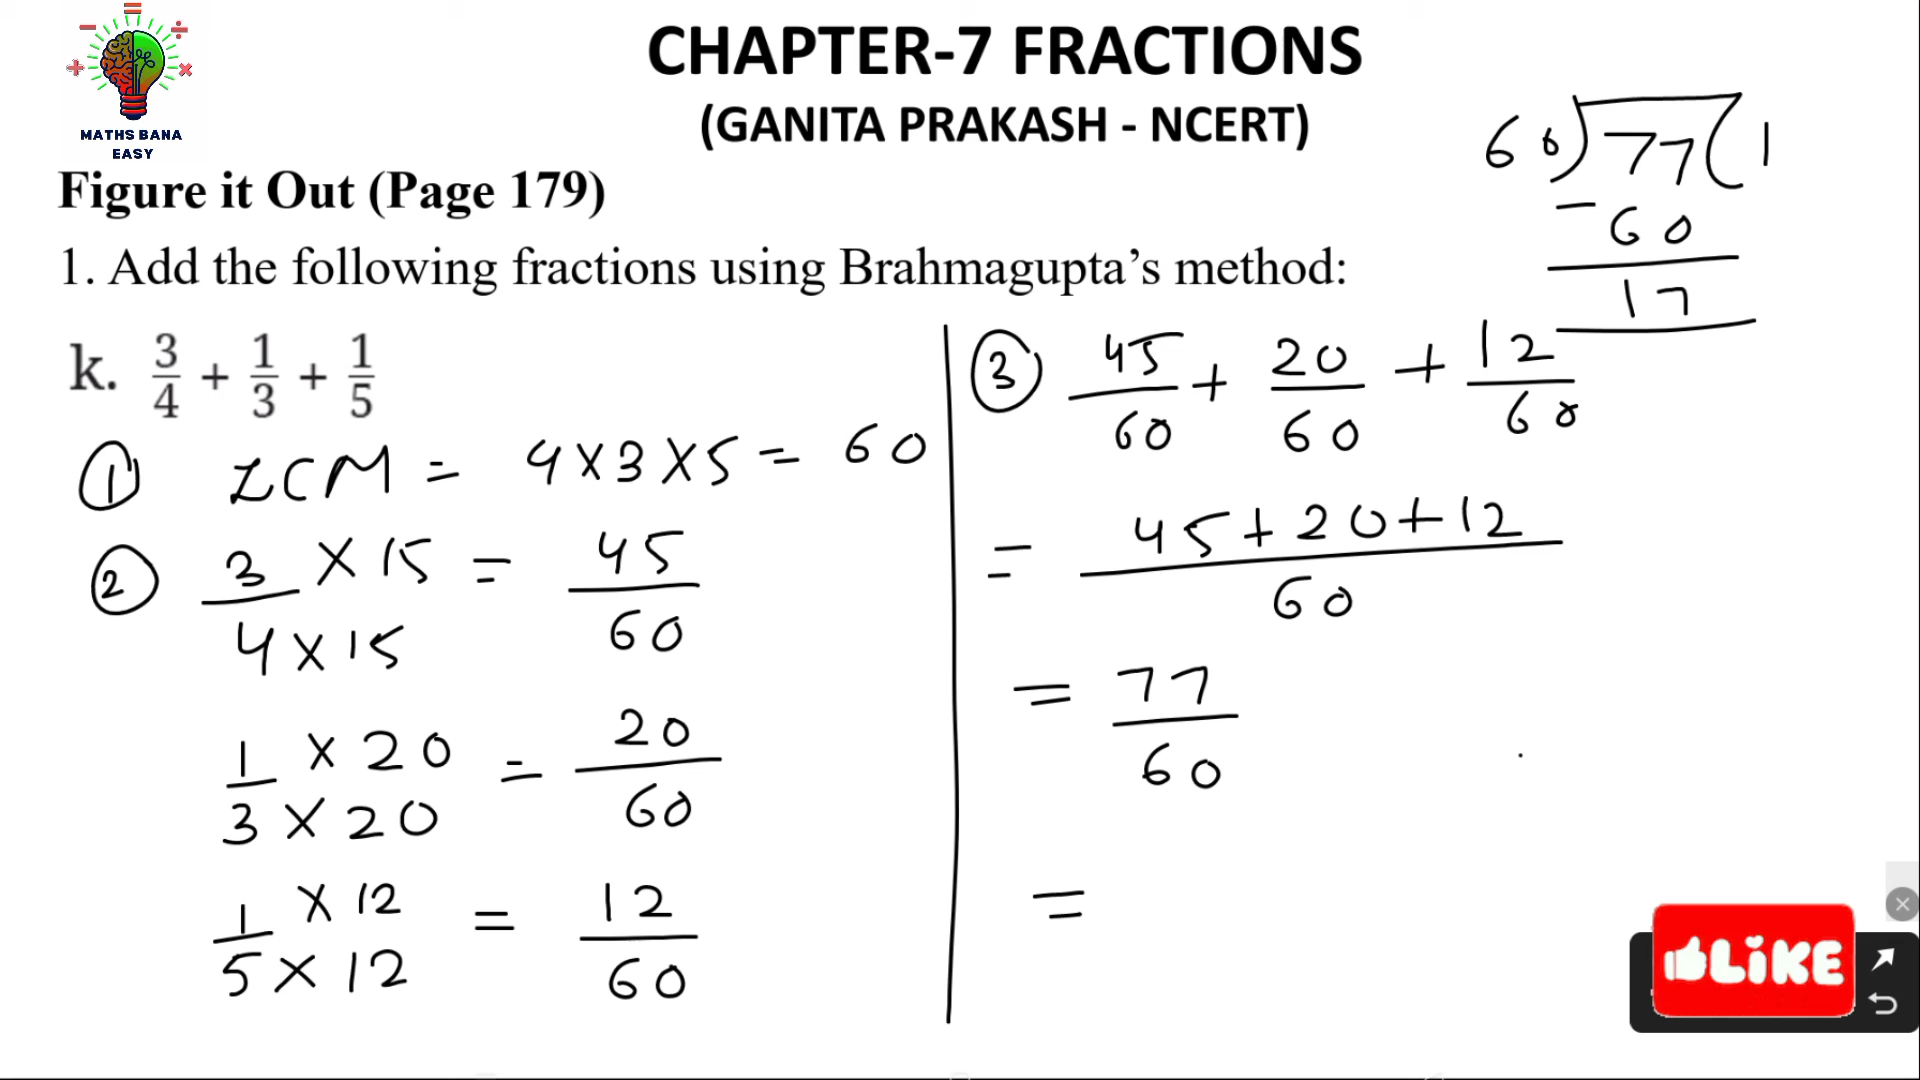 MATHS BANA
EASY
CHAPTER-7 FRACTIONS
(GANITA PRAKASH - NCERT)
Figure it Out (Page 179)
1. Add the following fractions using Brahmagupta’s method:
k. 3/4 + 1/3 + 1/5
① LCM = 4 × 3 × 5 = 60
② 3 × 15 / 4 × 15 = 45/60
1 × 20 / 3 × 20 = 20/60
1 × 12 / 5 × 12 = 12/60
60 ) 77 ( 1
- 60
17
③ 45/60 + 20/60 + 12/60
= 45 + 20 + 12 / 60
= 77/60
=
LIKE